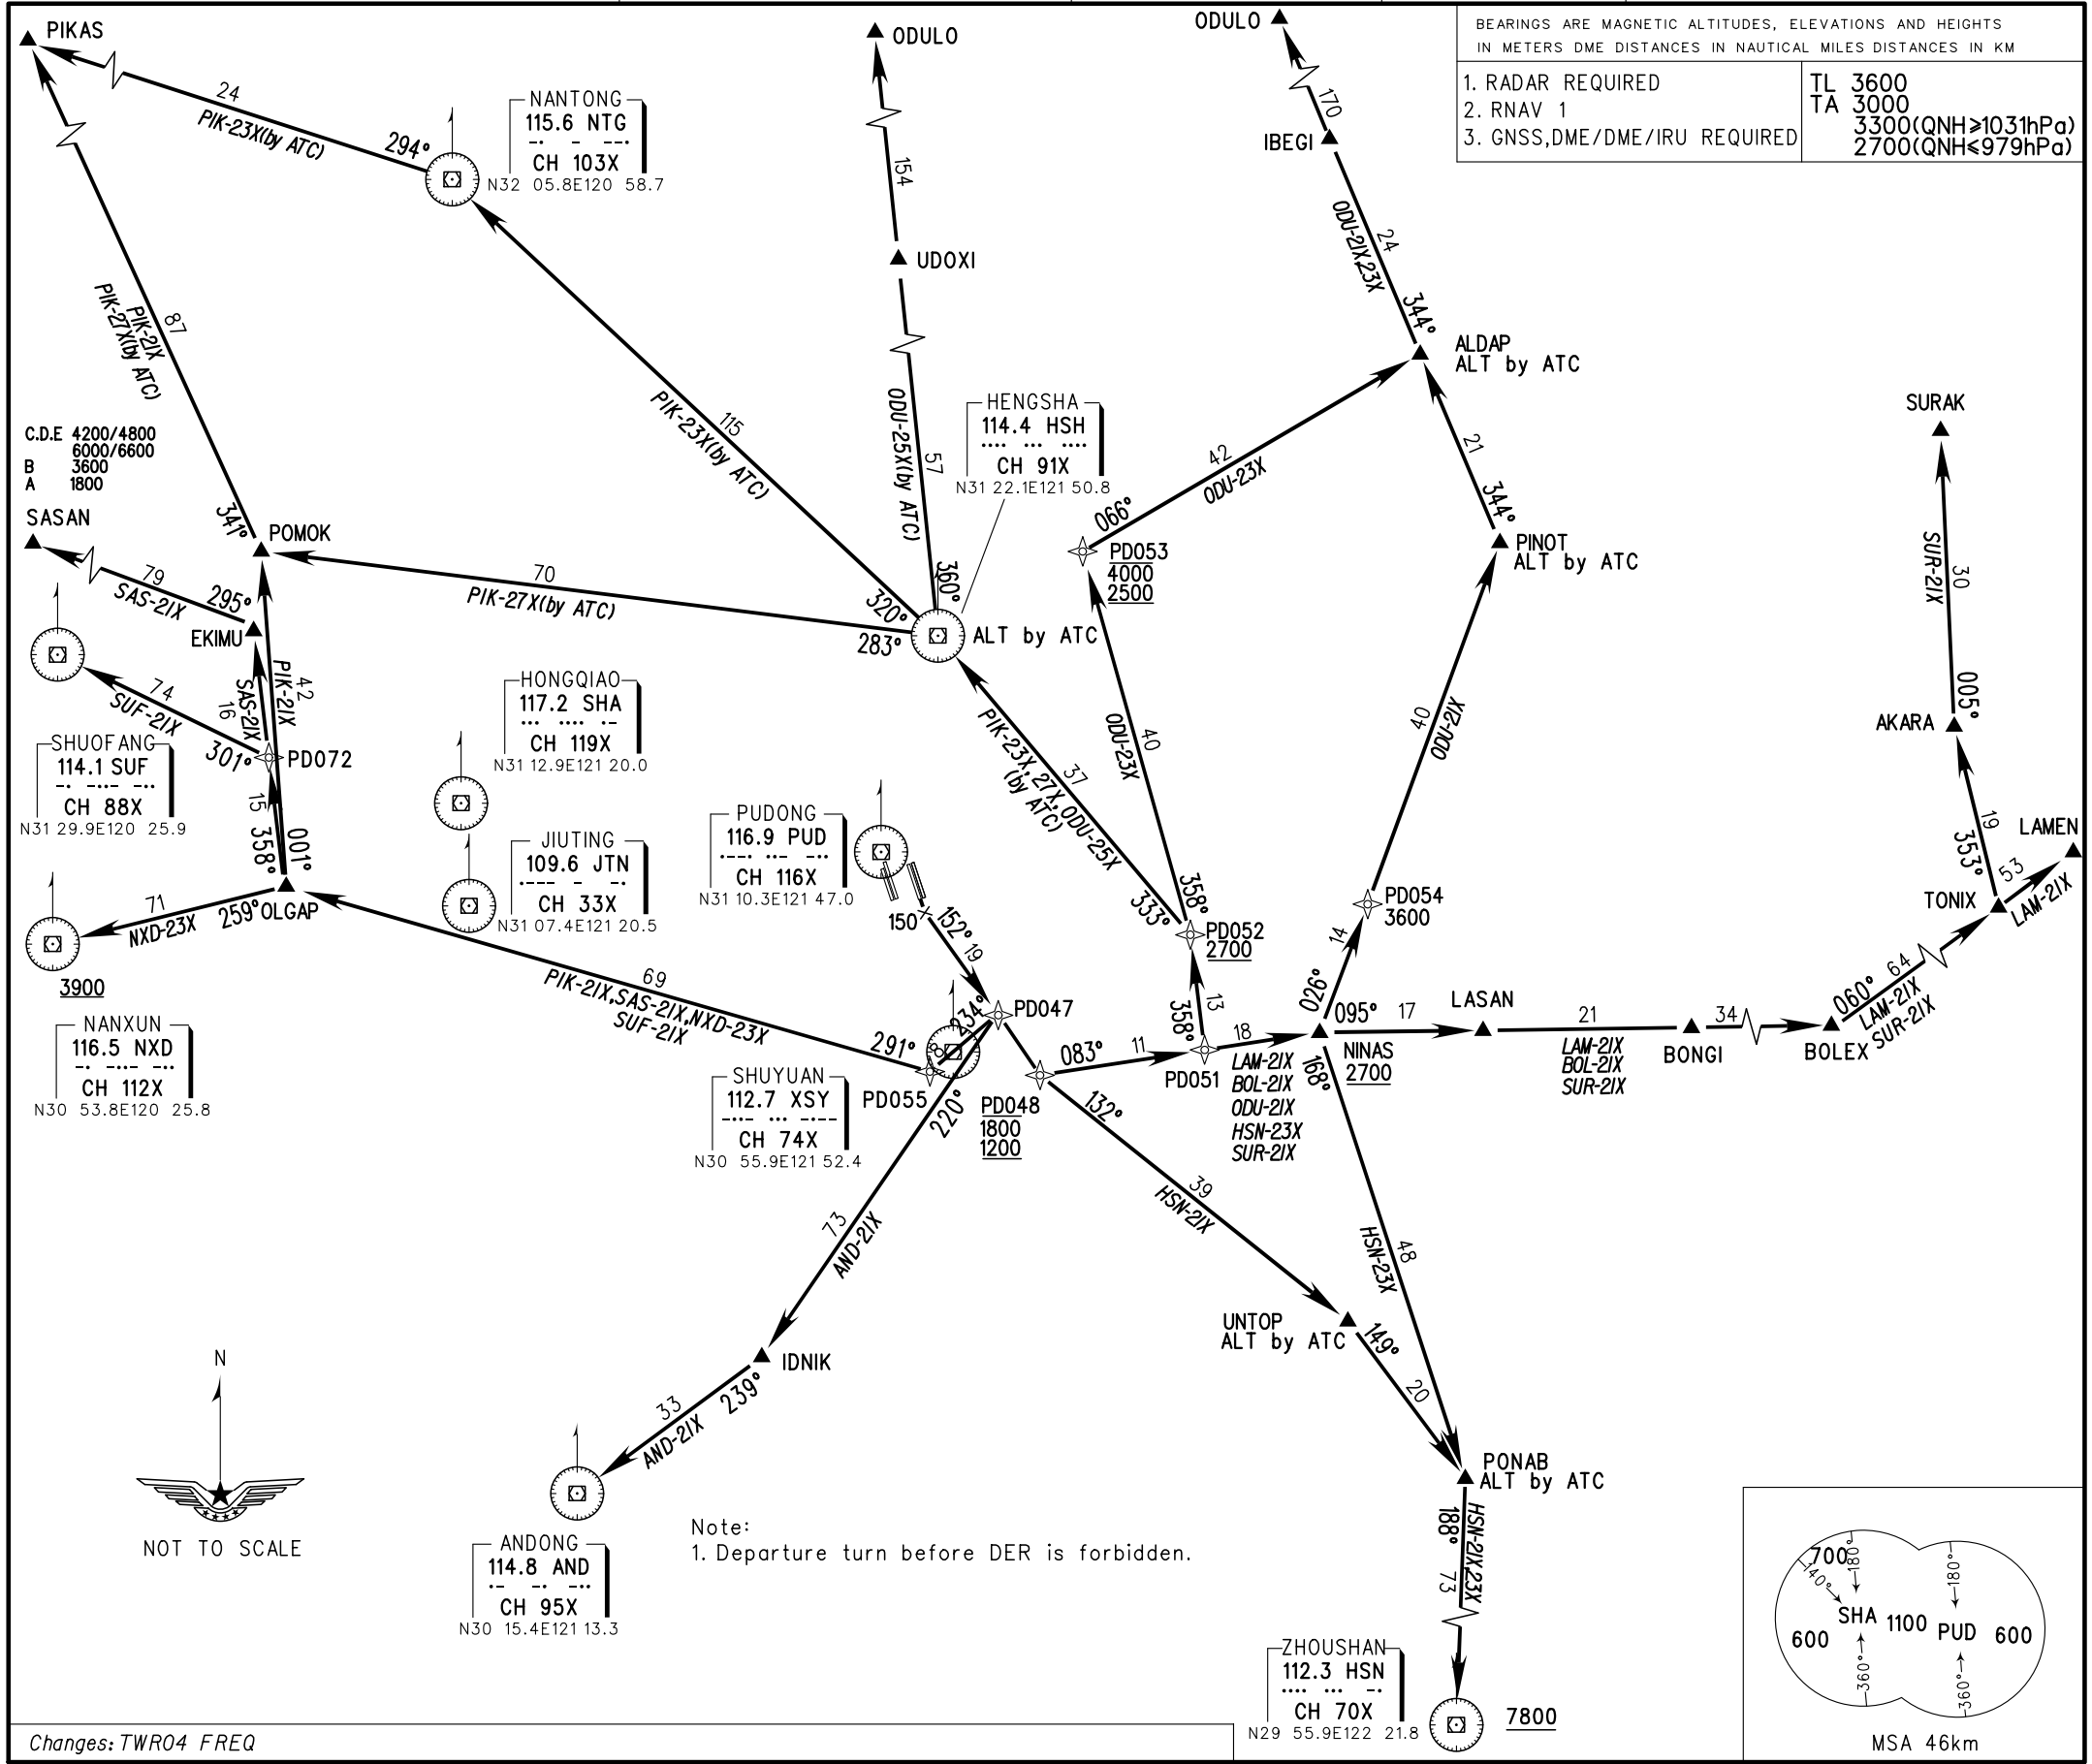 PIKAS
ODULO
ODULO
BEARINGS ARE MAGNETIC ALTITUDES, ELEVATIONS AND HEIGHTS
IN METERS DME DISTANCES IN NAUTICAL MILES DISTANCES IN KM
1. RADAR REQUIRED
2. RNAV 1
3. GNSS,DME/DME/IRU REQUIRED
TL 3600
TA 3000
3300(QNH≥1031hPa)
2700(QNH≤979hPa)
24
PIK-23X(by ATC)
294°
NANTONG
115.6 NTG
CH 103X
N32 05.8E120 58.7
154
UDOXI
170
IBEGI
24
ODU-21X,23X
344°
ALDAP
ALT by ATC
87
PIK-21X
PIK-27X(by ATC)
341°
115
PIK-23X(by ATC)
320°
57
ODU-25X(by ATC)
360°
HENGSHA
114.4 HSH
CH 91X
N31 22.1E121 50.8
ALT by ATC
42
ODU-23X
066°
PD053
4000
2500
21
344°
PINOT
ALT by ATC
SURAK
30
SUR-21X
005°
AKARA
C.D.E 4200/4800
6000/6600
B 3600
A 1800
SASAN
POMOK
70
PIK-27X(by ATC)
283°
79
SAS-21X
295°
EKIMU
42
PIK-21X
16
SAS-21X
74
SUF-21X
301°
PD072
SHUOFANG
114.1 SUF
CH 88X
N31 29.9E120 25.9
15
358°
001°
HONGQIAO
117.2 SHA
CH 119X
N31 12.9E121 20.0
JIUTING
109.6 JTN
CH 33X
N31 07.4E121 20.5
PUDONG
116.9 PUD
CH 116X
N31 10.3E121 47.0
150
152°
19
37
PIK-23X,27X,ODU-25X
(by ATC)
333°
40
ODU-23X
358°
PD052
2700
40
ODU-21X
PD054
3600
19
353°
LAMEN
53
LAM-21X
TONIX
71
NXD-23X
259°
OLGAP
3900
NANXUN
116.5 NXD
CH 112X
N30 53.8E120 25.8
69
PIK-21X,SAS-21X,NXD-23X
SUF-21X
291°
PD055
234°
8
PD047
SHUYUAN
112.7 XSY
CH 74X
N30 55.9E121 52.4
220°
PD048
1800
1200
083°
11
PD051
13
358°
18
LAM-21X
BOL-21X
ODU-21X
HSN-23X
SUR-21X
14
026°
095°
17
NINAS
2700
168°
LASAN
21
LAM-21X
BOL-21X
SUR-21X
BONGI
34
BOLEX
060°
64
LAM-21X
SUR-21X
132°
39
HSN-21X
48
HSN-23X
73
AND-21X
UNTOP
ALT by ATC
149°
20
IDNIK
239°
33
AND-21X
PONAB
ALT by ATC
188°
HSN-21X,23X
73
N
NOT TO SCALE
ANDONG
114.8 AND
CH 95X
N30 15.4E121 13.3
Note:
1. Departure turn before DER is forbidden.
ZHOUSHAN
112.3 HSN
CH 70X
N29 55.9E122 21.8
7800
700
140°
180°
180°
SHA
1100
PUD
600
600
360°
360°
MSA 46km
Changes: TWR04 FREQ